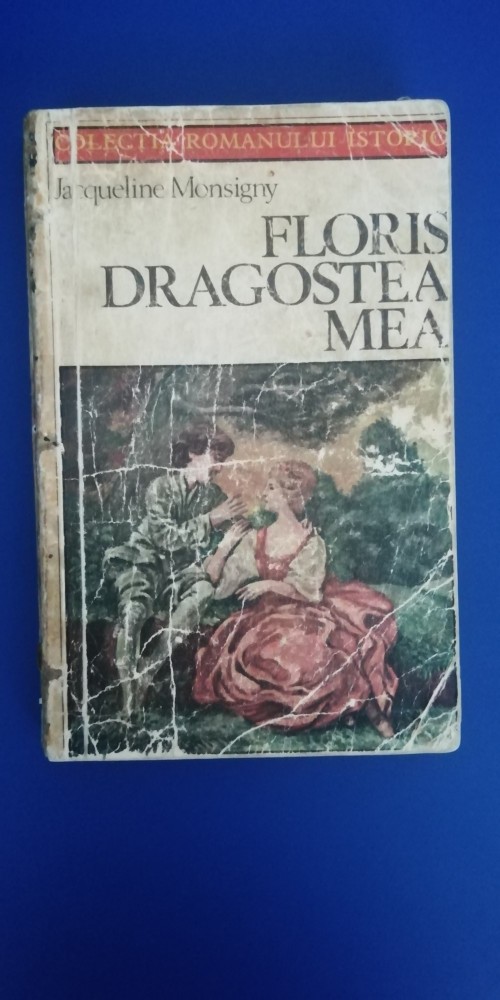 COLECȚIA ROMANULUI ISTORIC
Jacqueline Monsigny
FLORIS
DRAGOSTEA
MEA